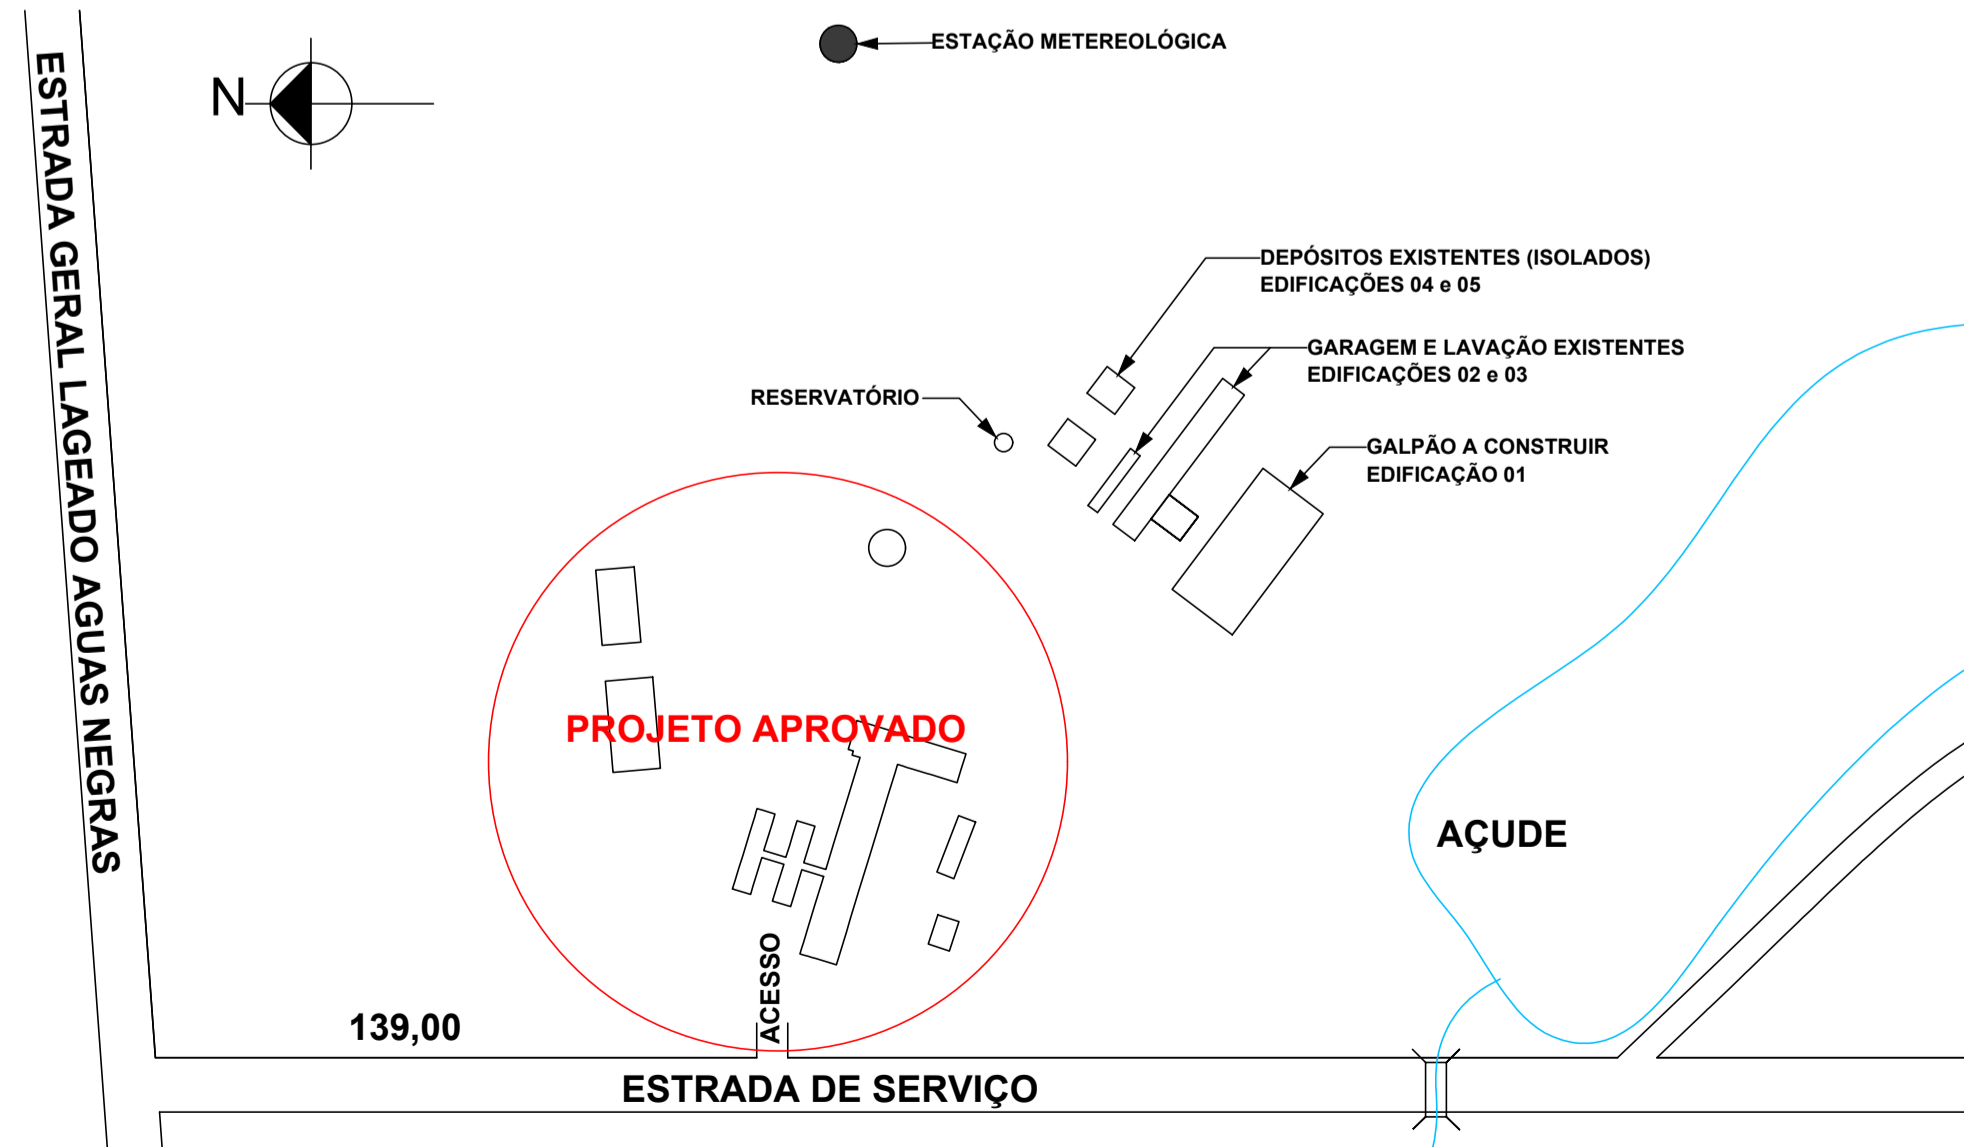 ESTAÇÃO METEREOLÓGICA
N
ESTRADA GERAL LAGEADO AGUAS NEGRAS
DEPÓSITOS EXISTENTES (ISOLADOS)
EDIFICAÇÕES 04 e 05
GARAGEM E LAVAÇÃO EXISTENTES
EDIFICAÇÕES 02 e 03
RESERVATÓRIO
GALPÃO A CONSTRUIR
EDIFICAÇÃO 01
PROJETO APROVADO
AÇUDE
ACESSO
139,00
ESTRADA DE SERVIÇO